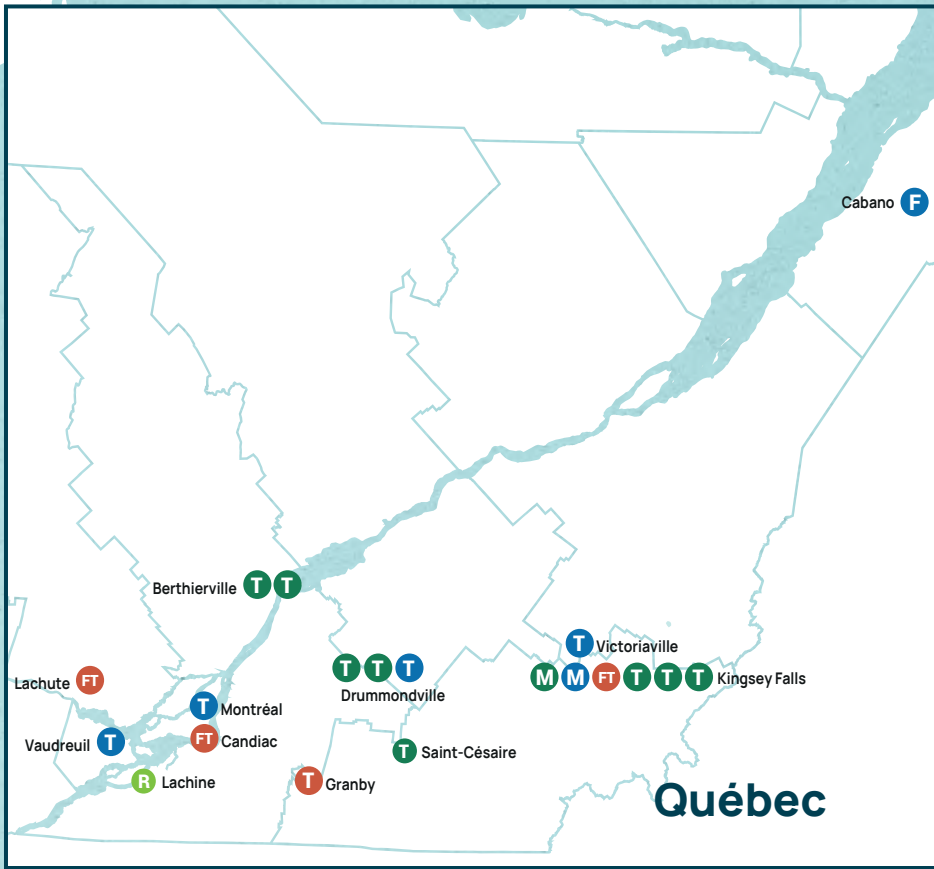 Cabano F
Berthierville T T
T Victoriaville
T T T
Drummondville
M M FT T T T Kingsey Falls
Lachute FT
T Montréal
Vaudreuil T
FT Candiac
T Saint-Césaire
R Lachine
T Granby
Québec